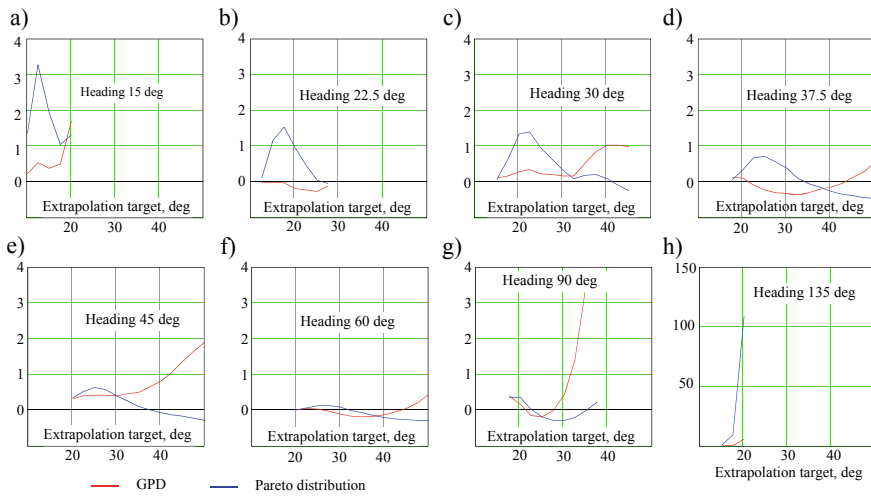 a) b) c) d)
4 4 4 4
3 3 3 3
Heading 15 deg Heading 22.5 deg Heading 30 deg Heading 37.5 deg
2 2 2 2
1 1 1 1
0 0 0 0
Extrapolation target, deg Extrapolation target, deg Extrapolation target, deg Extrapolation target, deg
20 30 40 20 30 40 20 30 40 20 30 40
e) f) g) h)
4 4 4 150
Heading 90 deg Heading 135 deg
3 3 3
Heading 45 deg Heading 60 deg 100
2 2 2
1 1 1 50
0 0 0
Extrapolation target, deg Extrapolation target, deg Extrapolation target, deg
20 30 40 20 30 40 20 30 40 20 30 40
Extrapolation target, deg
GPD Pareto distribution